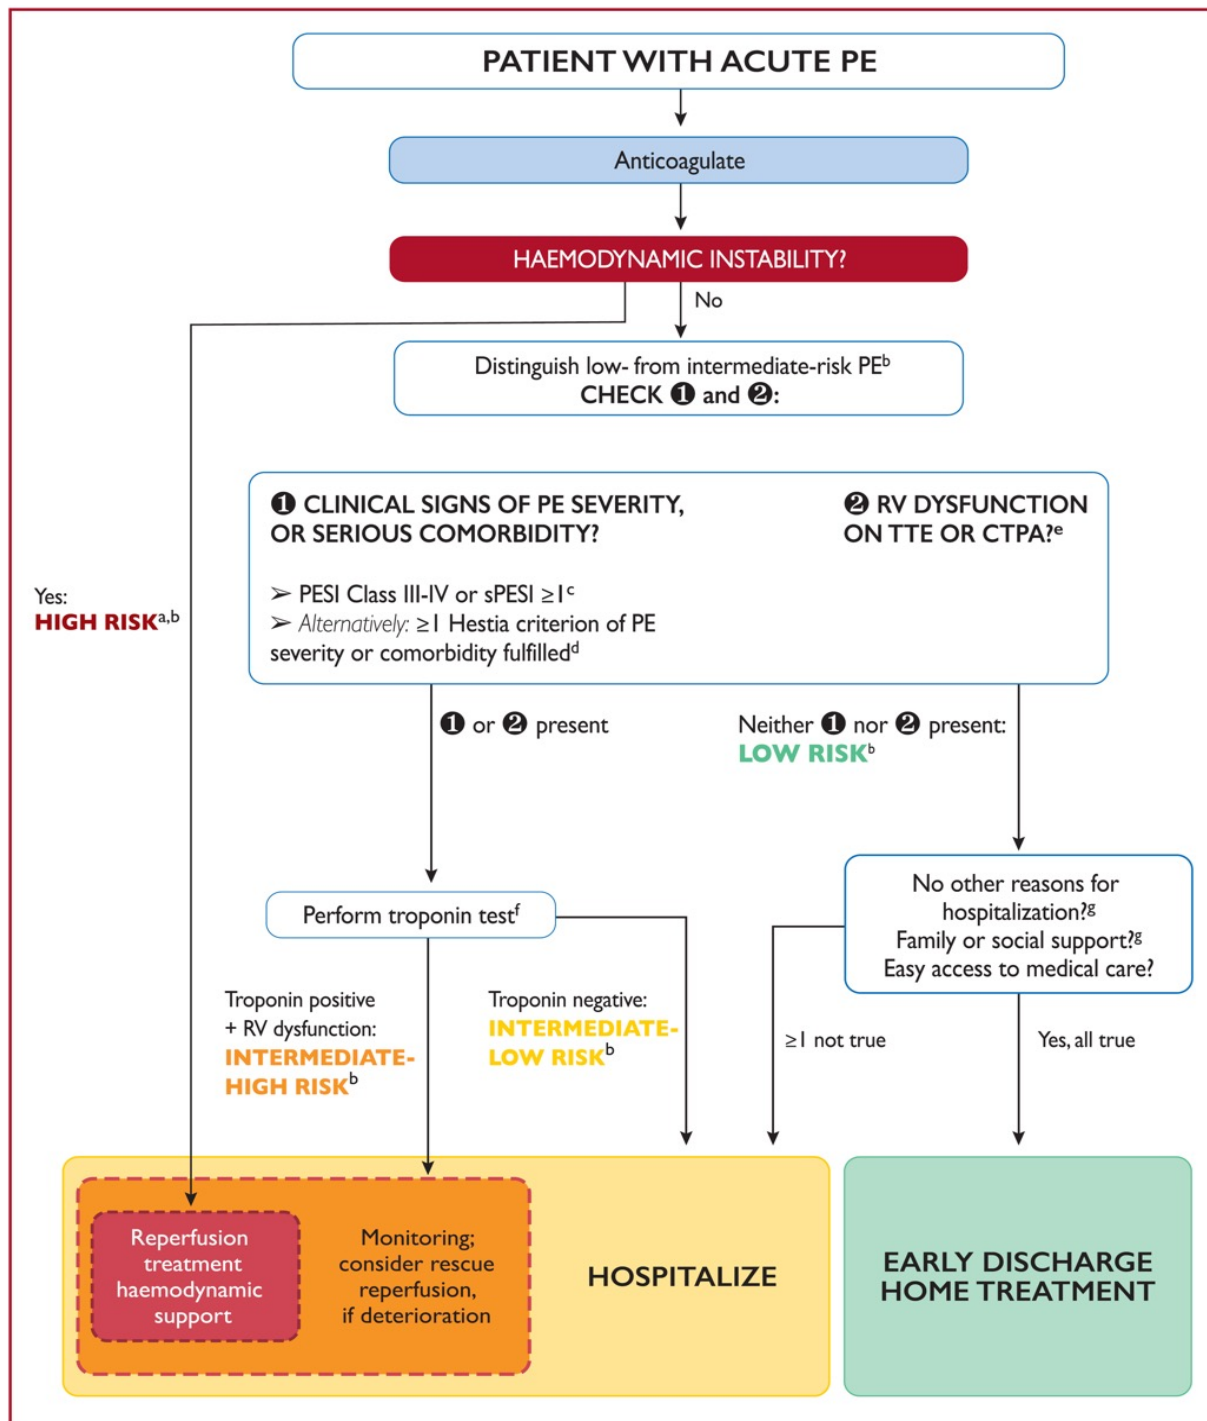 PATIENT WITH ACUTE PE
Anticoagulate
HAEMODYNAMIC INSTABILITY?
No
Distinguish low- from intermediate-risk PEᵇ
CHECK ❶ and ❷:
❶ CLINICAL SIGNS OF PE SEVERITY,
OR SERIOUS COMORBIDITY?
➢ PESI Class III-IV or sPESI ≥1ᶜ
➢ Alternatively: ≥1 Hestia criterion of PE
severity or comorbidity fulfilledᵈ
❷ RV DYSFUNCTION
ON TTE OR CTPA?ᵉ
Yes:
HIGH RISKᵃ,ᵇ
❶ or ❷ present
Neither ❶ nor ❷ present:
LOW RISKᵇ
Perform troponin testᶠ
No other reasons for
hospitalization?ᵍ
Family or social support?ᵍ
Easy access to medical care?
Troponin positive
+ RV dysfunction:
INTERMEDIATE-
HIGH RISKᵇ
Troponin negative:
INTERMEDIATE-
LOW RISKᵇ
≥1 not true
Yes, all true
Reperfusion
treatment
haemodynamic
support
Monitoring;
consider rescue
reperfusion,
if deterioration
HOSPITALIZE
EARLY DISCHARGE
HOME TREATMENT